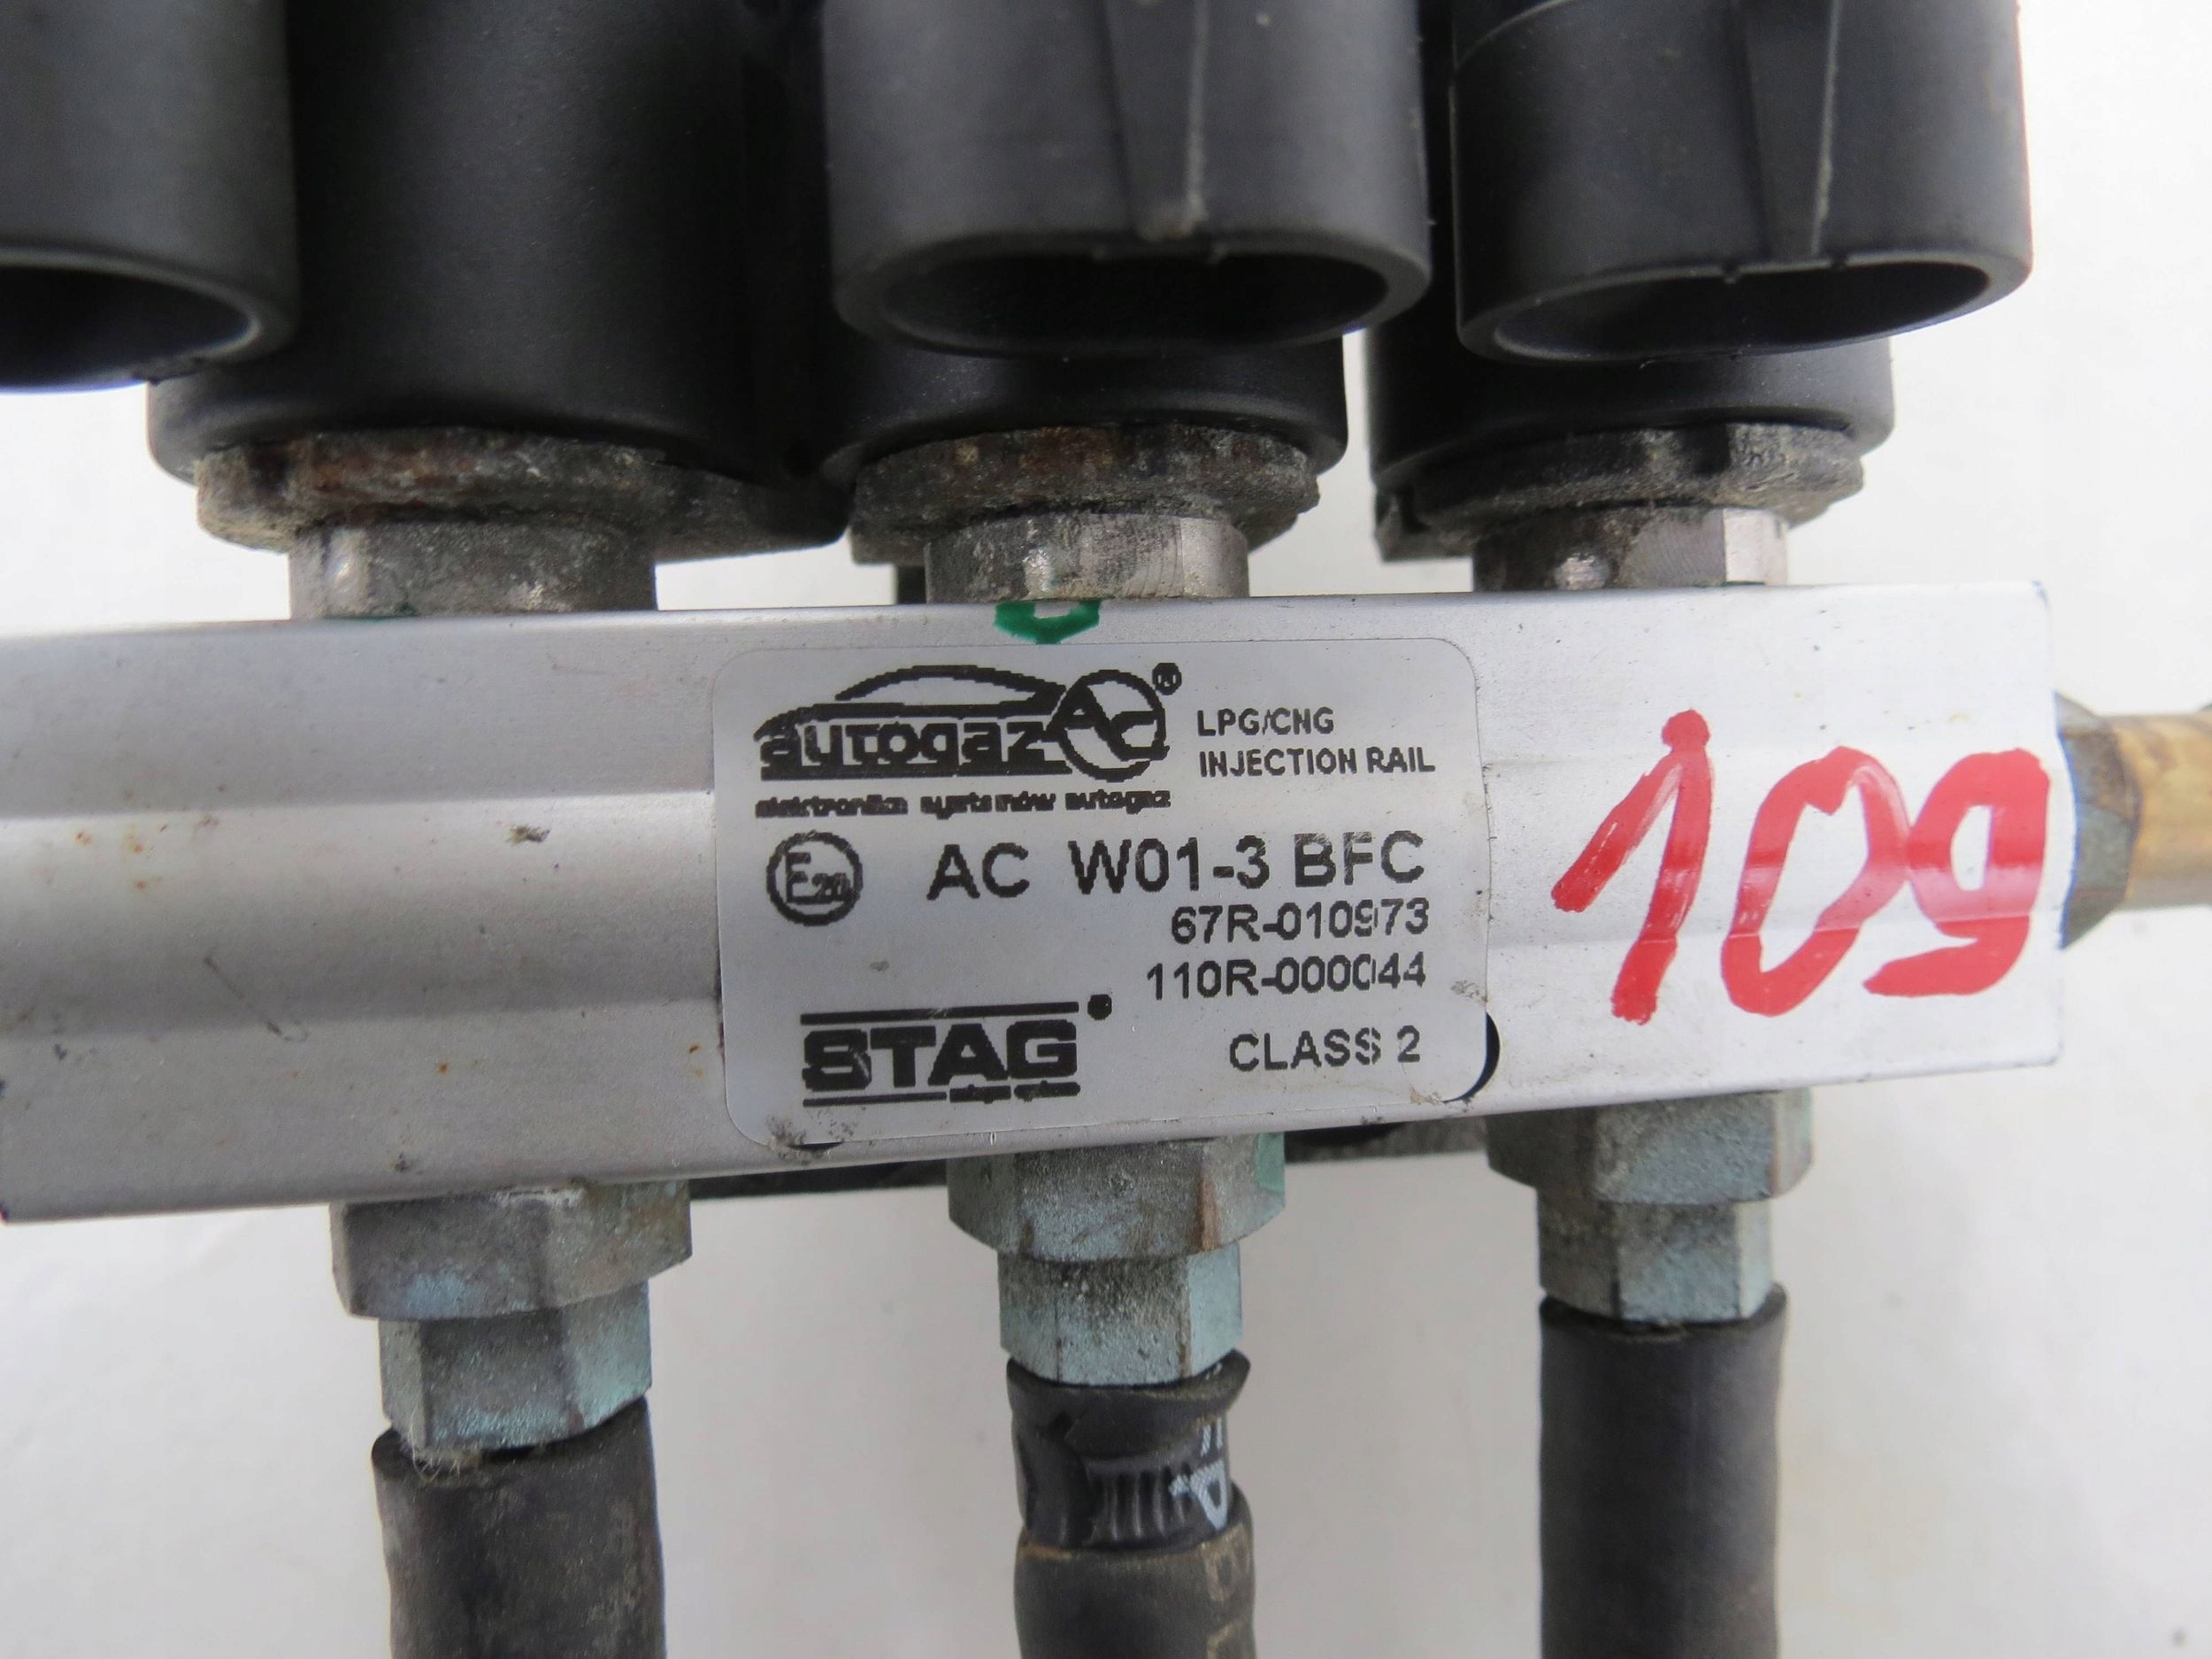 autogaz AC ®
LPG/CNG
INJECTION RAIL
elektronika systemów autogaz
E20 AC W01-3 BFC
67R-010973
110R-000044
STAG
CLASS 2
109